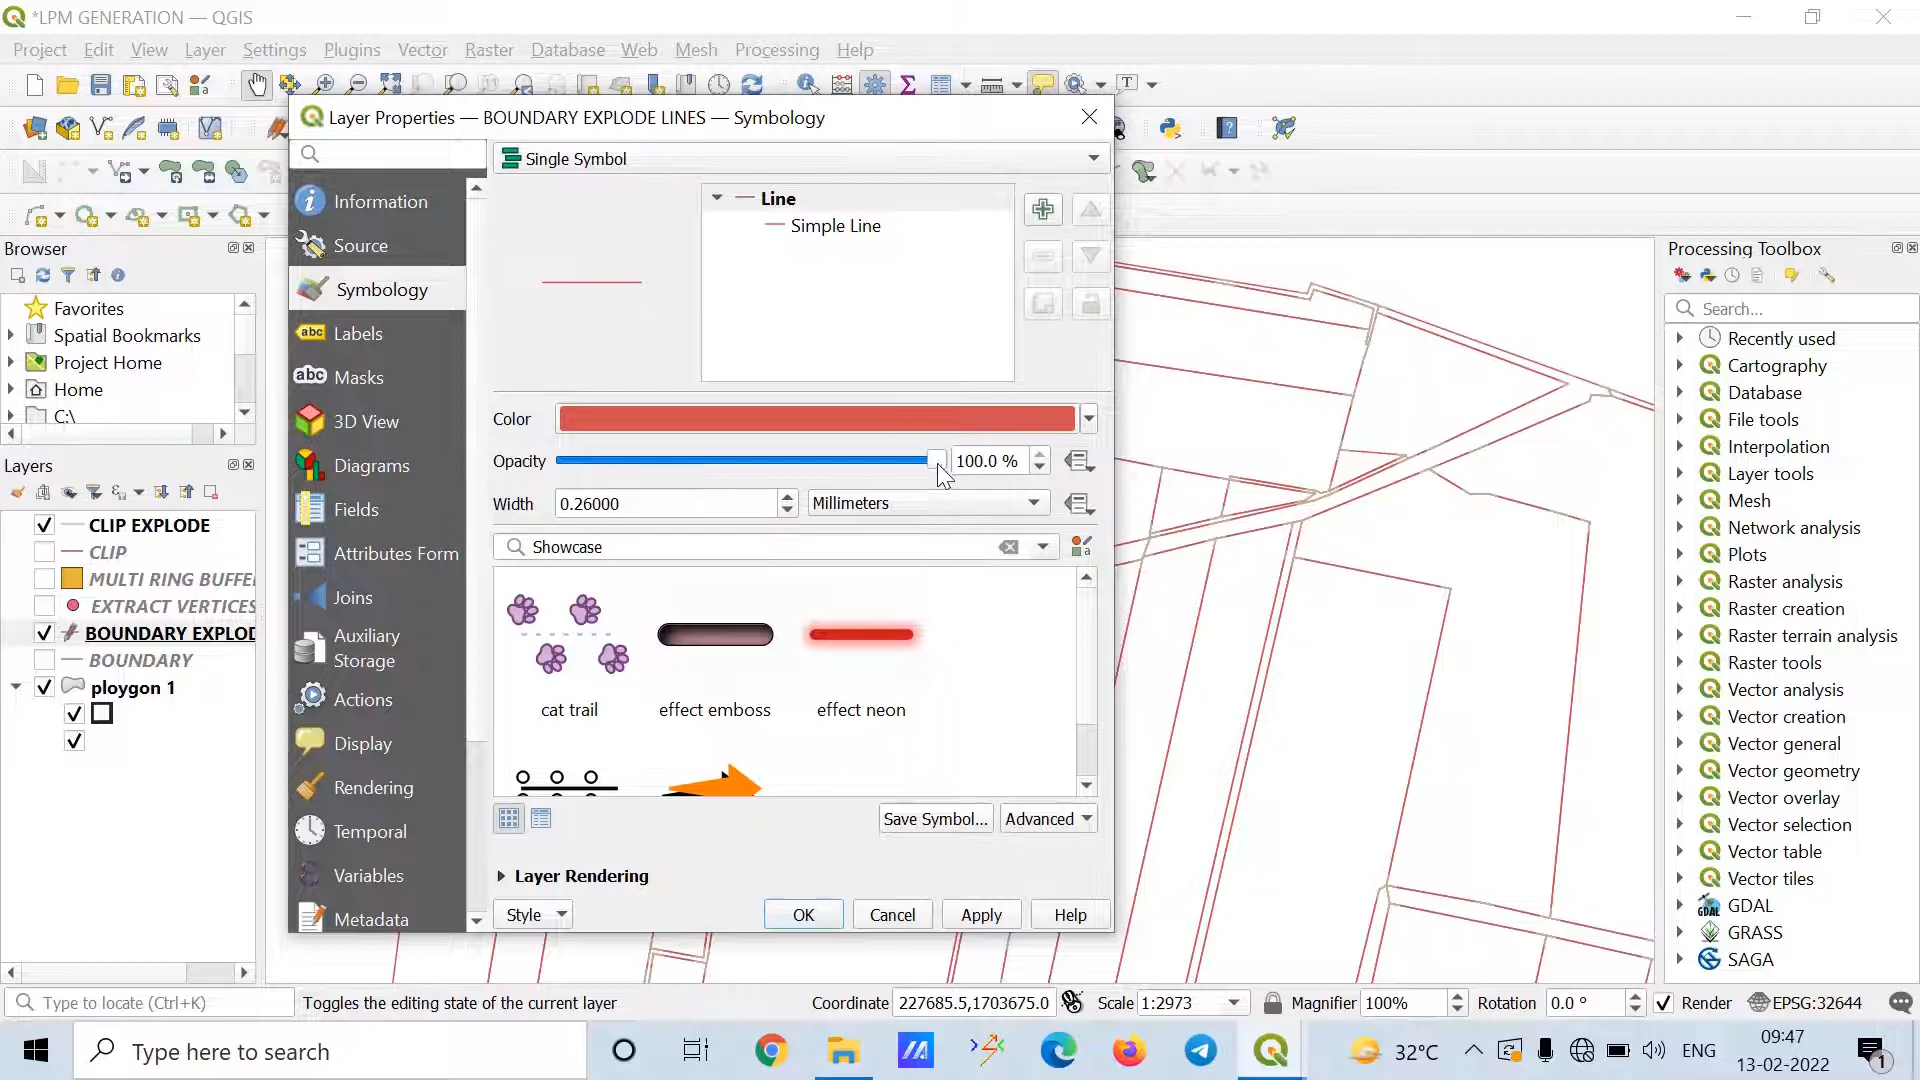 *LPM GENERATION — QGIS
Project Edit View Layer Settings Plugins Vector Raster Database Web Mesh Processing Help
Layer Properties — BOUNDARY EXPLODE LINES — Symbology
Single Symbol
Information
Source
Symbology
Labels
Masks
3D View
Diagrams
Fields
Attributes Form
Joins
Auxiliary
Storage
Actions
Display
Rendering
Temporal
Variables
Metadata
Line
Simple Line
Color
Opacity 100.0 %
Width 0.26000 Millimeters
Showcase
cat trail effect emboss effect neon
Save Symbol... Advanced
Layer Rendering
Style OK Cancel Apply Help
Browser
Favorites
Spatial Bookmarks
Project Home
Home
C:\
Layers
CLIP EXPLODE
CLIP
MULTI RING BUFFE
EXTRACT VERTICES
BOUNDARY EXPLOD
BOUNDARY
ploygon 1
Processing Toolbox
Search...
Recently used
Cartography
Database
File tools
Interpolation
Layer tools
Mesh
Network analysis
Plots
Raster analysis
Raster creation
Raster terrain analysis
Raster tools
Vector analysis
Vector creation
Vector general
Vector geometry
Vector overlay
Vector selection
Vector table
Vector tiles
GDAL
GRASS
SAGA
Type to locate (Ctrl+K) Toggles the editing state of the current layer Coordinate 227685.5,1703675.0 Scale 1:2973 Magnifier 100% Rotation 0.0 ° Render EPSG:32644
Type here to search 32°C ENG 09:47
13-02-2022 1